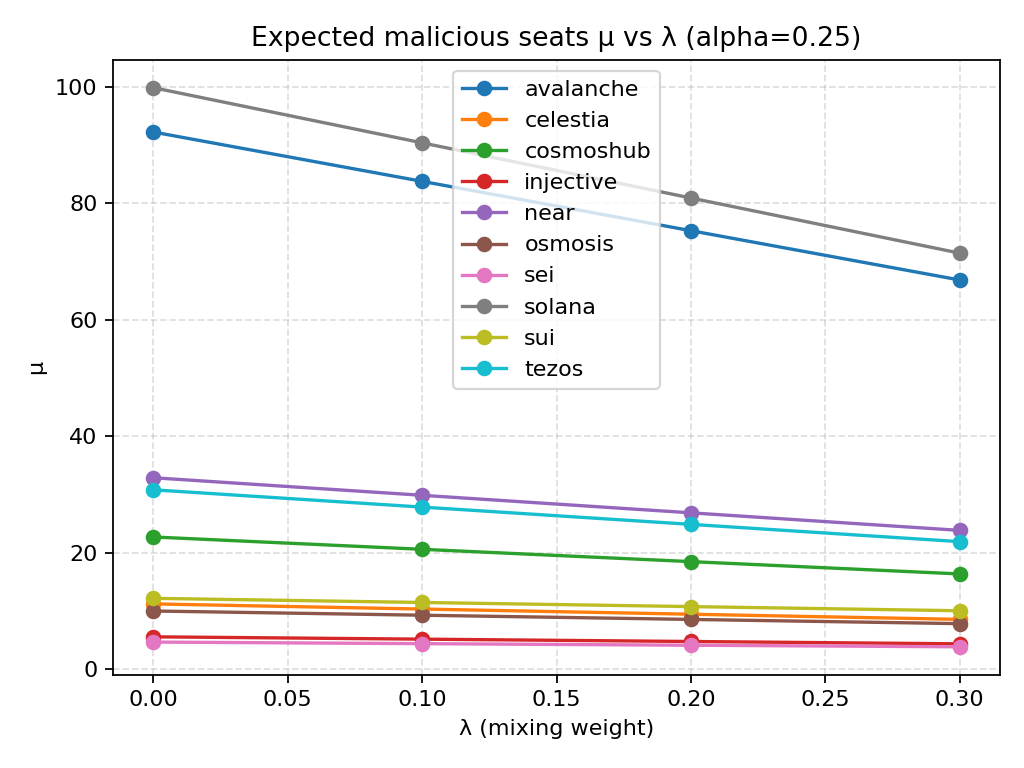 Expected malicious seats μ vs λ (alpha=0.25)
100
80
60
40
20
0
μ
avalanche
celestia
cosmoshub
injective
near
osmosis
sei
solana
sui
tezos
0.00
0.05
0.10
0.15
0.20
0.25
0.30
λ (mixing weight)